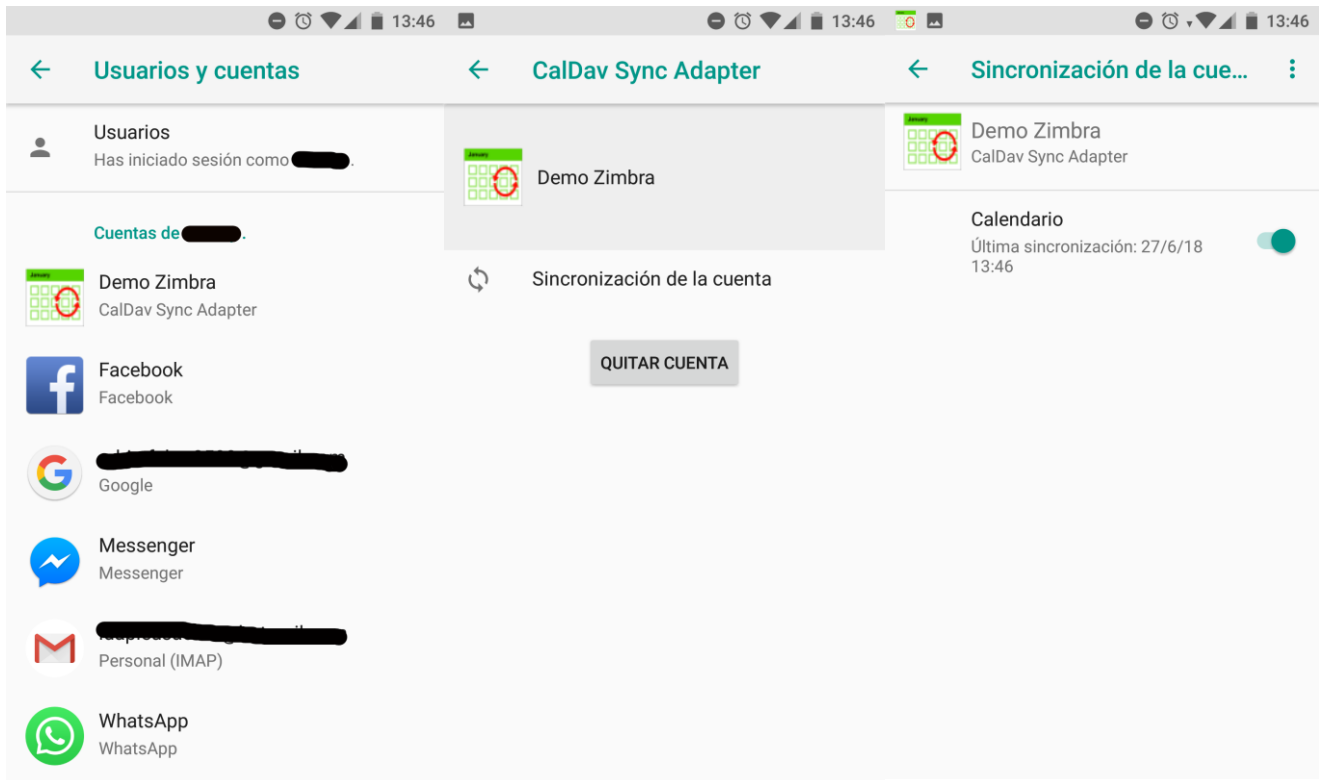 13:46
Usuarios y cuentas
Usuarios
Has iniciado sesión como
Cuentas de
January
Demo Zimbra
CalDav Sync Adapter
Facebook
Facebook
Google
Messenger
Messenger
Personal (IMAP)
WhatsApp
WhatsApp
13:46
CalDav Sync Adapter
January
Demo Zimbra
Sincronización de la cuenta
QUITAR CUENTA
13:46
Sincronización de la cue...
January
Demo Zimbra
CalDav Sync Adapter
Calendario
Última sincronización: 27/6/18
13:46